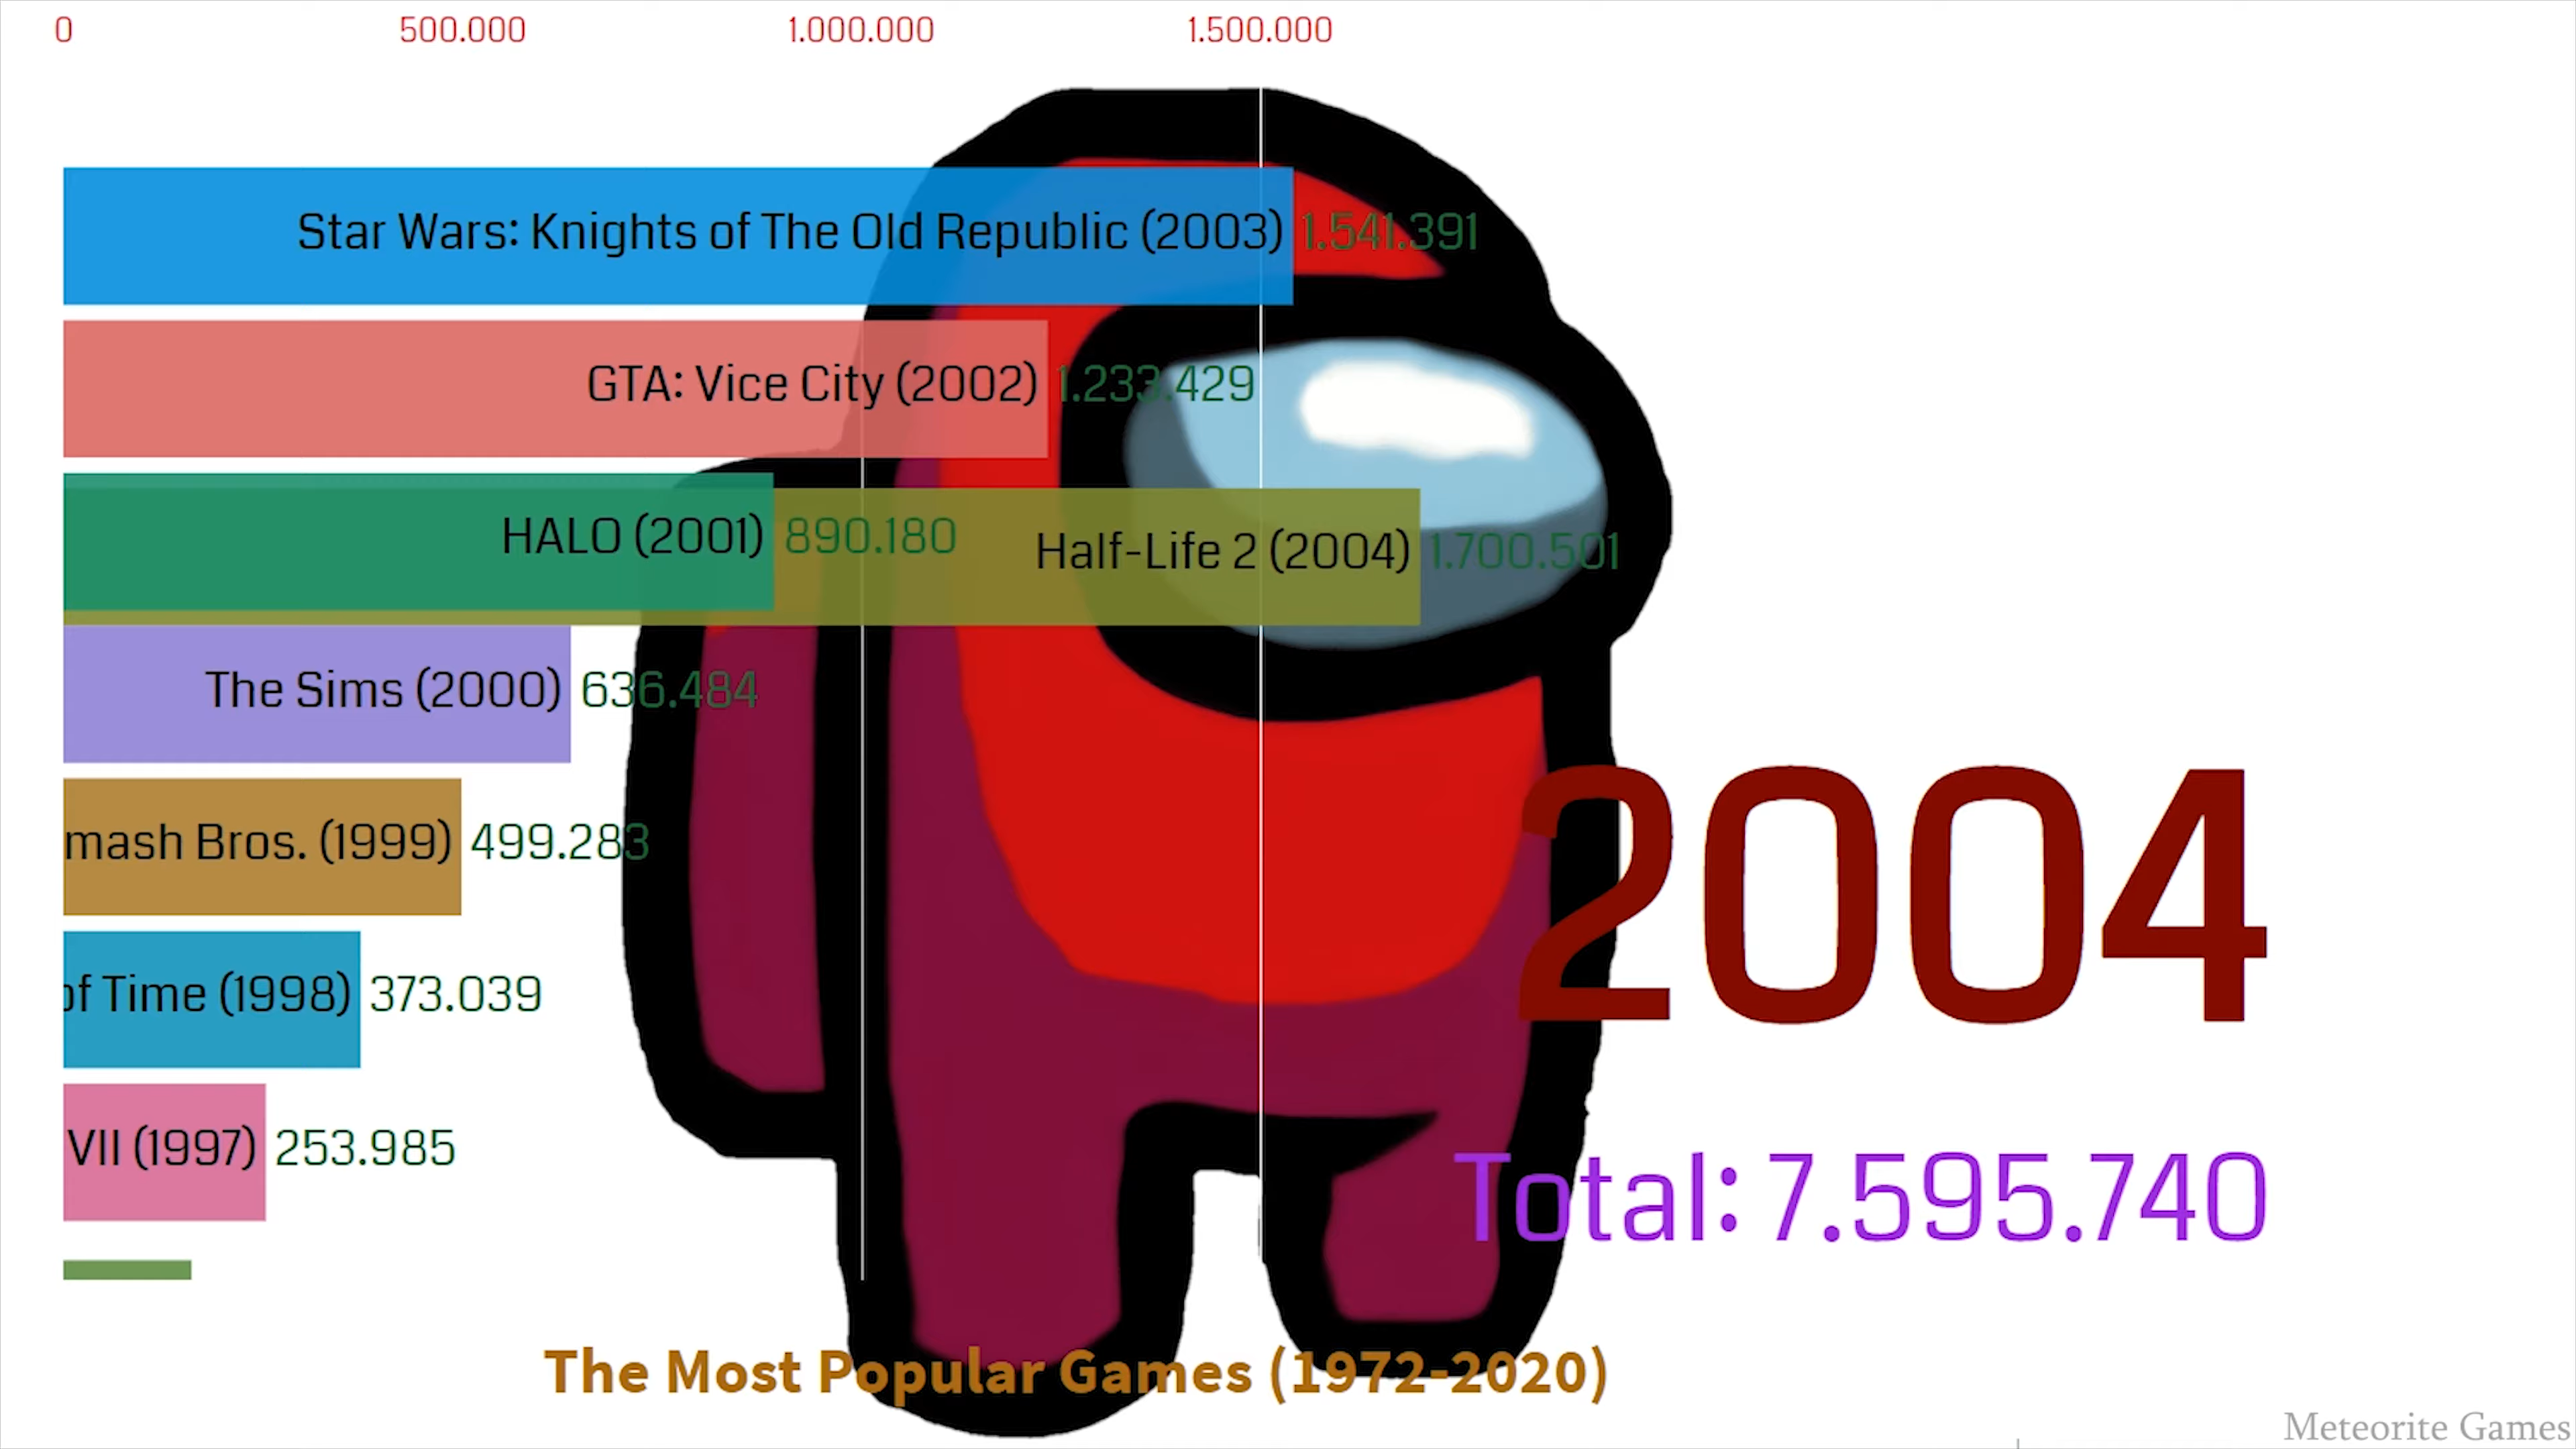 0 500.000 1.000.000 1.500.000
Star Wars: Knights of The Old Republic (2003) 1.541.391
GTA: Vice City (2002) 1.233.429
HALO (2001) 890.180
Half-Life 2 (2004) 1.700.501
The Sims (2000) 636.484
mash Bros. (1999) 499.283
of Time (1998) 373.039
VII (1997) 253.985
2004
Total: 7.595.740
The Most Popular Games (1972-2020)
Meteorite Games